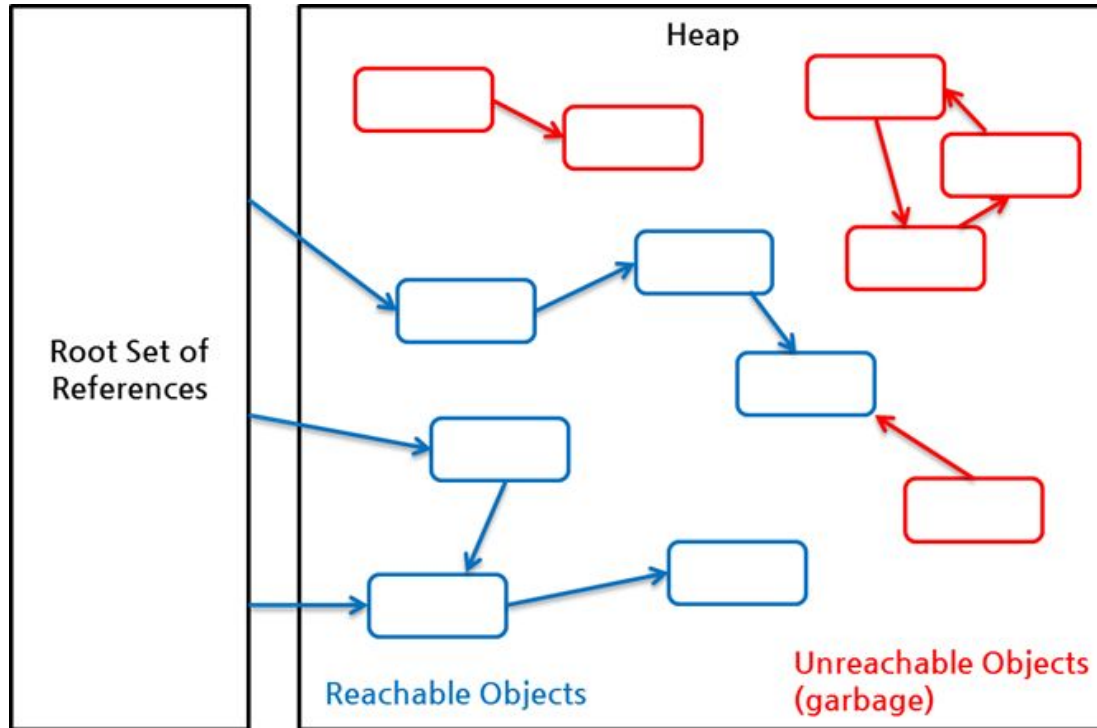 Heap
Root Set of
References
Reachable Objects
Unreachable Objects
(garbage)